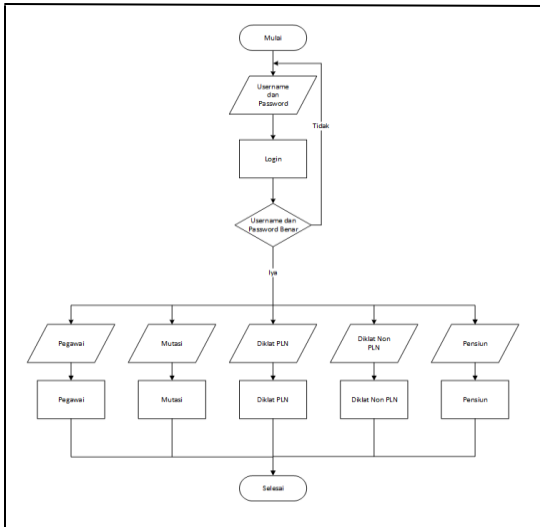 Mulai
Username
dan
Password
Tidak
Login
Username dan
Password Benar
Iya
Pegawai
Mutasi
Diklat PLN
Diklat Non
PLN
Pensiun
Pegawai
Mutasi
Diklat PLN
Diklat Non PLN
Pensiun
Selesai